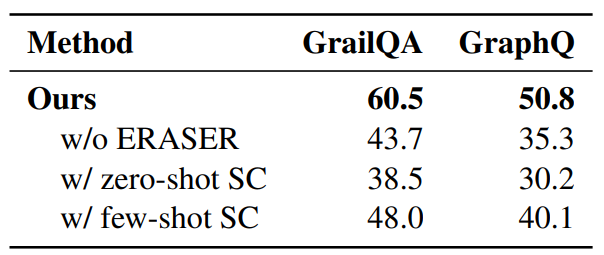 Method GrailQA GraphQ
Ours 60.5 50.8
w/o ERASER 43.7 35.3
w/ zero-shot SC 38.5 30.2
w/ few-shot SC 48.0 40.1